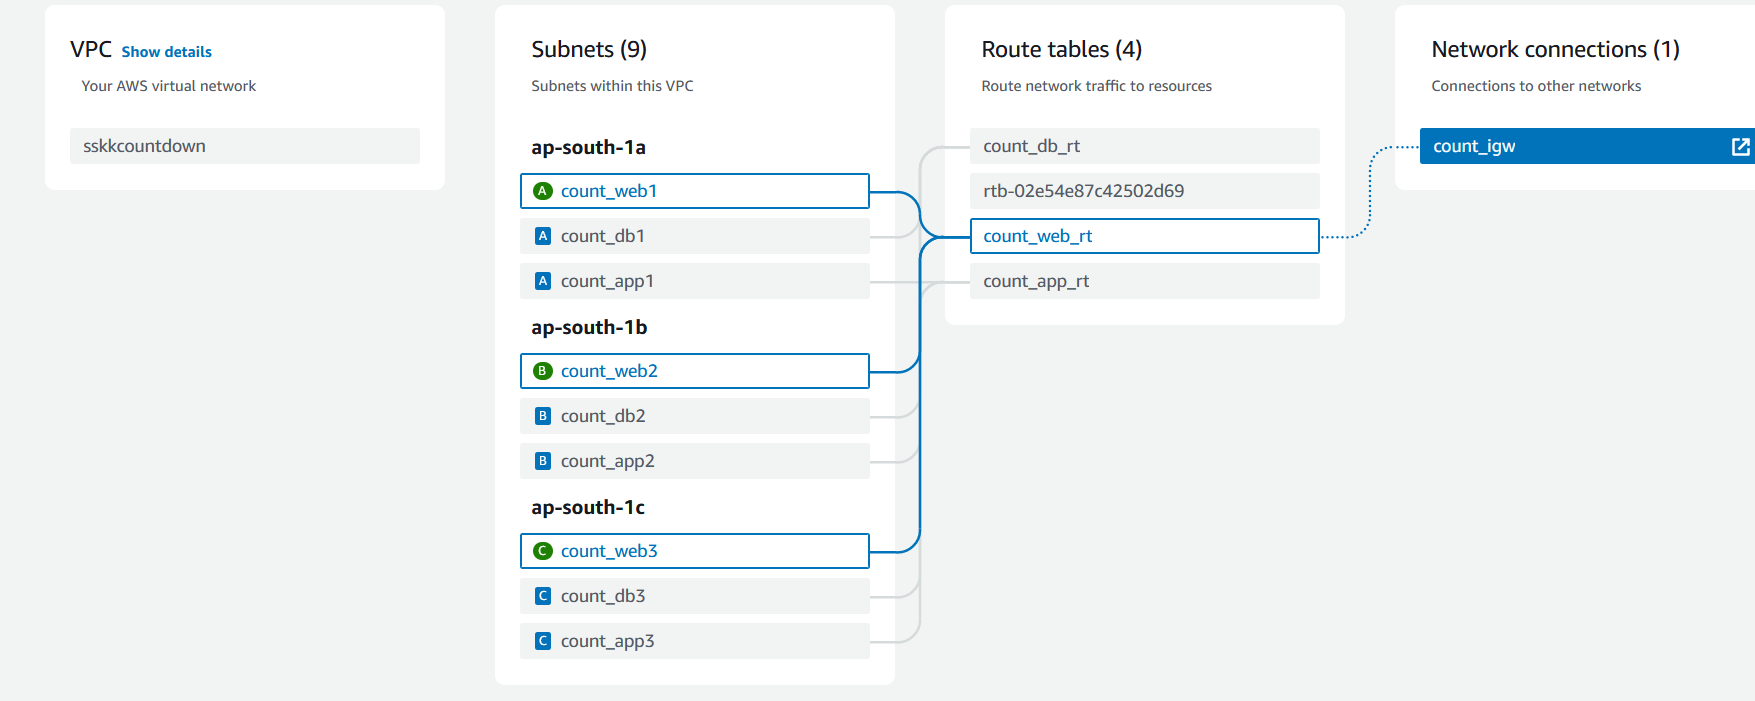 VPC Show details
Your AWS virtual network
sskkcountdown
Subnets (9)
Subnets within this VPC
ap-south-1a
A count_web1
A count_db1
A count_app1
ap-south-1b
B count_web2
B count_db2
B count_app2
ap-south-1c
C count_web3
C count_db3
C count_app3
Route tables (4)
Route network traffic to resources
count_db_rt
rtb-02e54e87c42502d69
count_web_rt
count_app_rt
Network connections (1)
Connections to other networks
count_igw